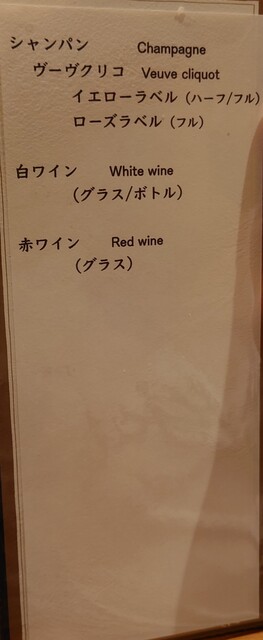 シャンパン Champagne
ヴーヴクリコ Veuve cliquot
イエローラベル（ハーフ/フル）
ローズラベル（フル）
白ワイン White wine
（グラス/ボトル）
赤ワイン Red wine
（グラス）